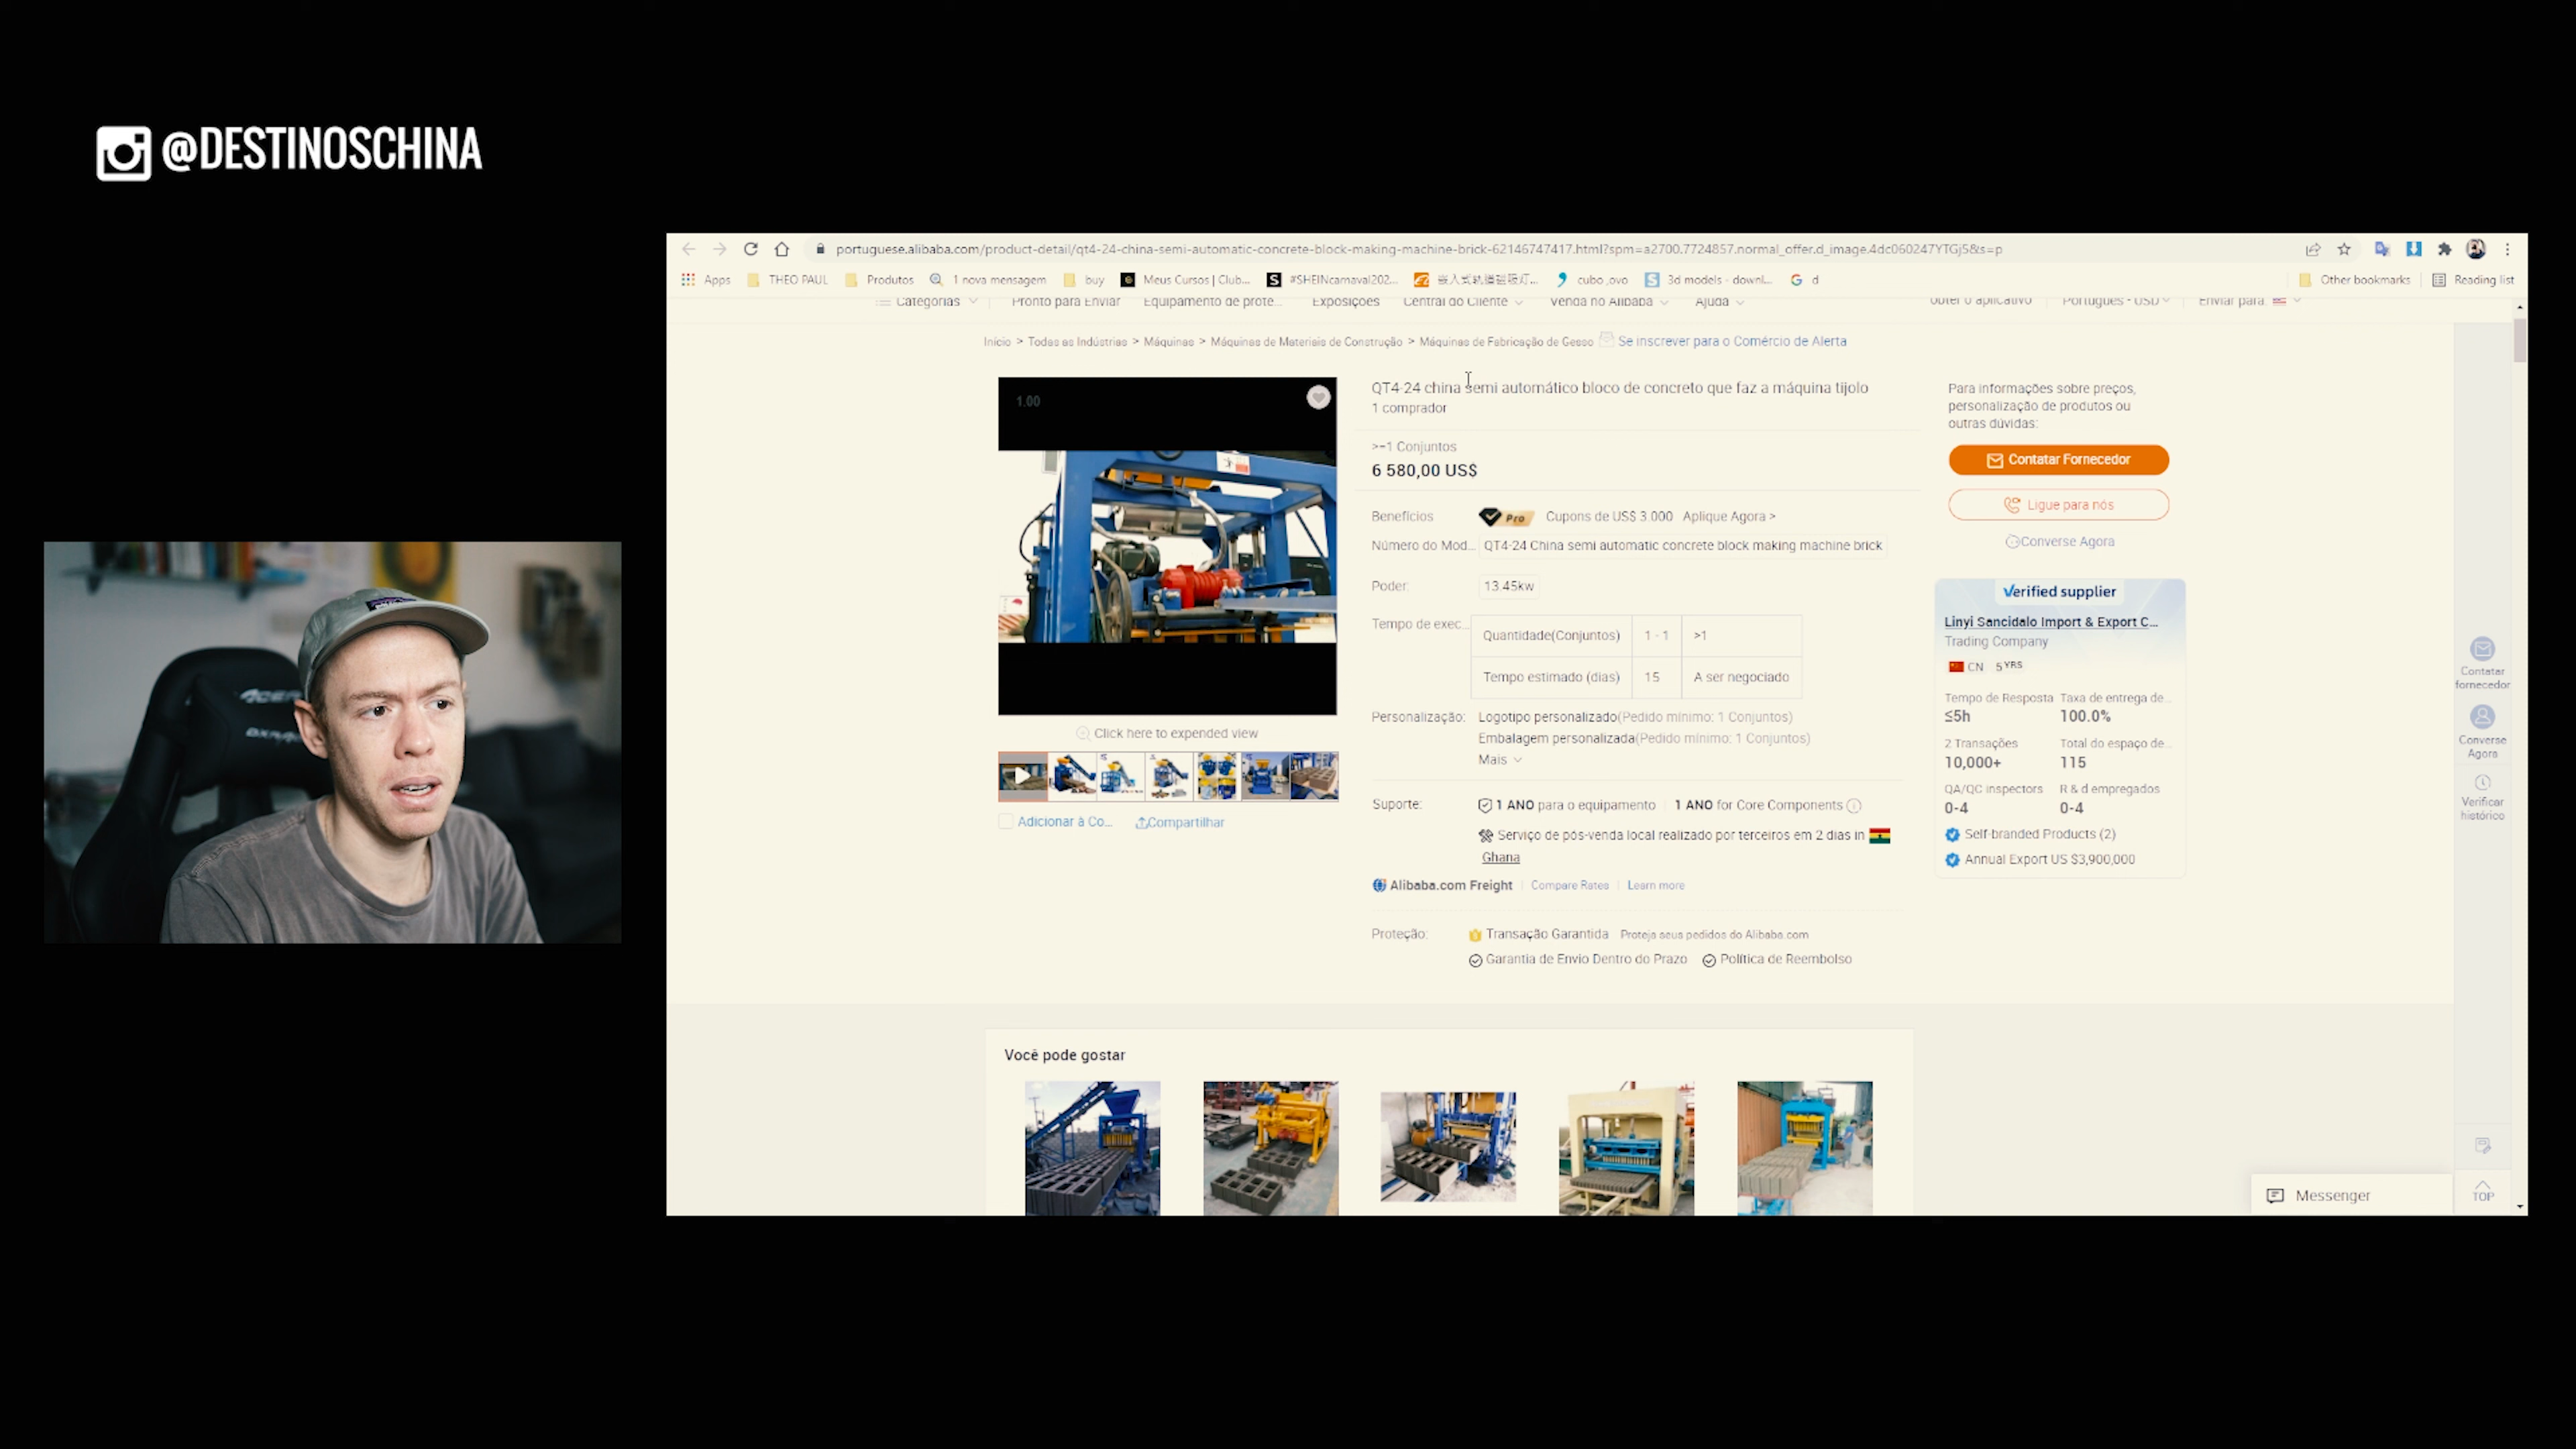 @DESTINOSCHINA
portuguese.alibaba.com/product-detail/qt4-24-china-semi-automatic-concrete-block-making-machine-brick-62146747417.html?spm=a2700.7724857.normal_offer.d_image.4dc060247YTGj5&s=p
Apps THEO PAUL Produtos 1 nova mensagem buy Meus Cursos | Club... #SHEINcarnaval202... cubo ,ovo 3d models - downl... d Other bookmarks Reading list
Categorias Pronto para Enviar Equipamento de prote... Exposições Central do Cliente Venda no Alibaba Ajuda obter o aplicativo Português - USD Enviar para:
Início > Todas as Indústrias > Máquinas > Máquinas de Materiais de Construção > Máquinas de Fabricação de Gesso Se inscrever para o Comércio de Alerta
1.00
Click here to expended view
Adicionar à Co... Compartilhar
QT4-24 china semi automático bloco de concreto que faz a máquina tijolo
1 comprador
>=1 Conjuntos
6 580,00 US$
Benefícios Pro Cupons de US$ 3.000 Aplique Agora >
Número do Mod... QT4-24 China semi automatic concrete block making machine brick
Poder: 13.45kw
Tempo de exec... Quantidade(Conjuntos) 1 - 1 >1
Tempo estimado (dias) 15 A ser negociado
Personalização: Logotipo personalizado(Pedido mínimo: 1 Conjuntos)
Embalagem personalizada(Pedido mínimo: 1 Conjuntos)
Mais
Suporte: 1 ANO para o equipamento 1 ANO for Core Components
Serviço de pós-venda local realizado por terceiros em 2 dias in
Ghana
Alibaba.com Freight Compare Rates Learn more
Proteção: Transação Garantida Proteja seus pedidos do Alibaba.com
Garantia de Envio Dentro do Prazo Política de Reembolso
Para informações sobre preços,
personalização de produtos ou
outras dúvidas:
Contatar Fornecedor
Ligue para nós
Converse Agora
Verified supplier
Linyi Sancidalo Import & Export C...
Trading Company
CN 5 YRS
Tempo de Resposta Taxa de entrega de...
≤5h 100.0%
2 Transações Total do espaço de...
10,000+ 115
QA/QC inspectors R & d empregados
0-4 0-4
Self-branded Products (2)
Annual Export US $3,900,000
Contatar
fornecedor
Converse
Agora
Verificar
histórico
Você pode gostar
Messenger
TOP
ACER